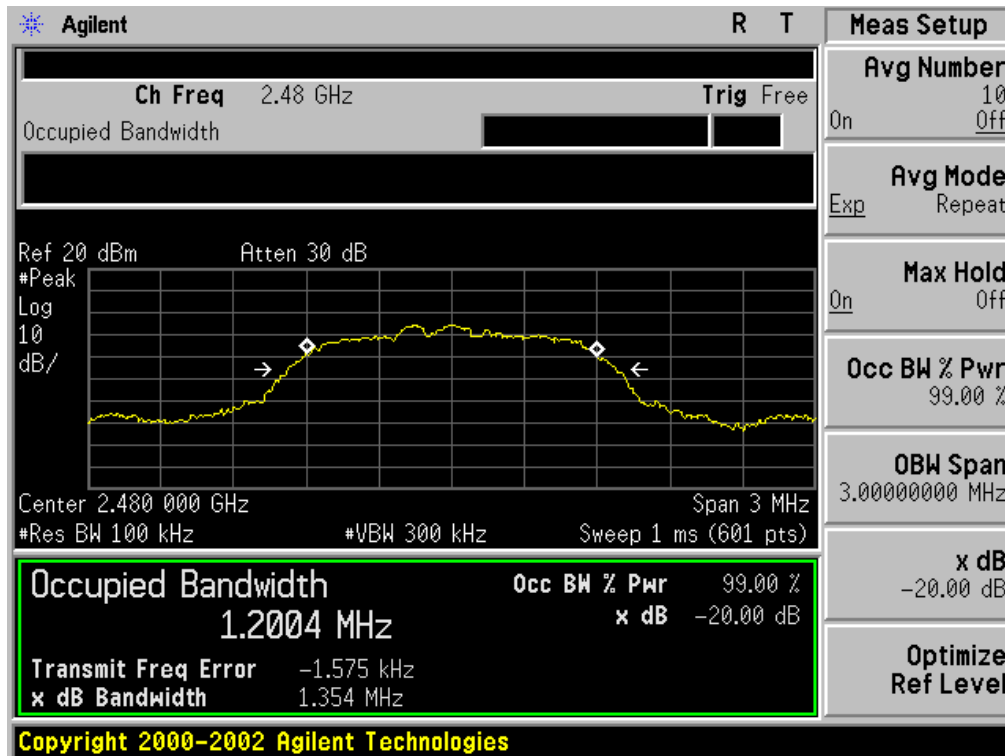 Agilent R T
Ch Freq 2.48 GHz Trig Free
Occupied Bandwidth
Ref 20 dBm Atten 30 dB
#Peak
Log
10
dB/
Center 2.480 000 GHz Span 3 MHz
#Res BW 100 kHz #VBW 300 kHz Sweep 1 ms (601 pts)
Occupied Bandwidth
1.2004 MHz
Occ BW % Pwr 99.00 %
x dB -20.00 dB
Transmit Freq Error -1.575 kHz
x dB Bandwidth 1.354 MHz
Copyright 2000-2002 Agilent Technologies
Meas Setup
Avg Number
10
On Off
Avg Mode
Exp Repeat
Max Hold
On Off
Occ BW % Pwr
99.00 %
OBW Span
3.00000000 MHz
x dB
-20.00 dB
Optimize
Ref Level